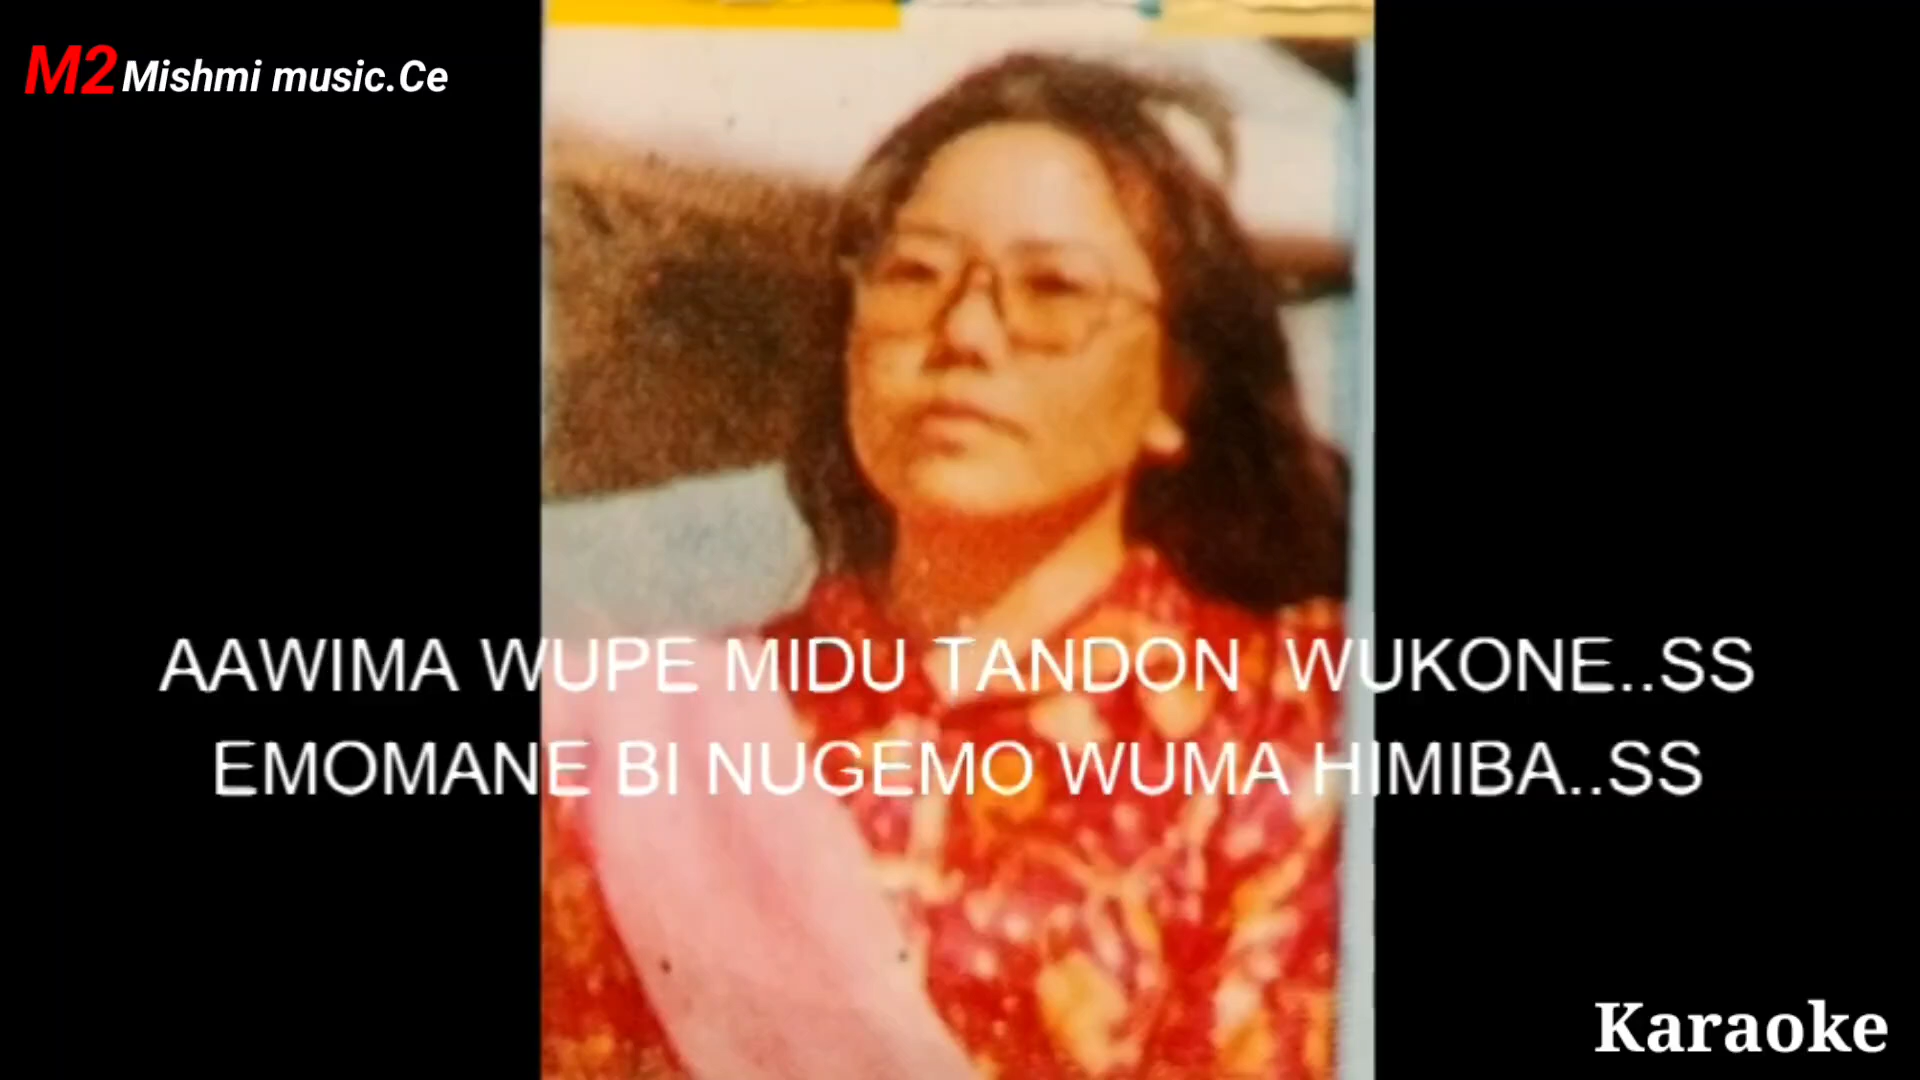 M2 Mishmi music.Ce
AAWIMA WUPE MIDU TANDON WUKONE..SS
EMOMANE BI NUGEMO WUMA HIMIBA..SS
Karaoke